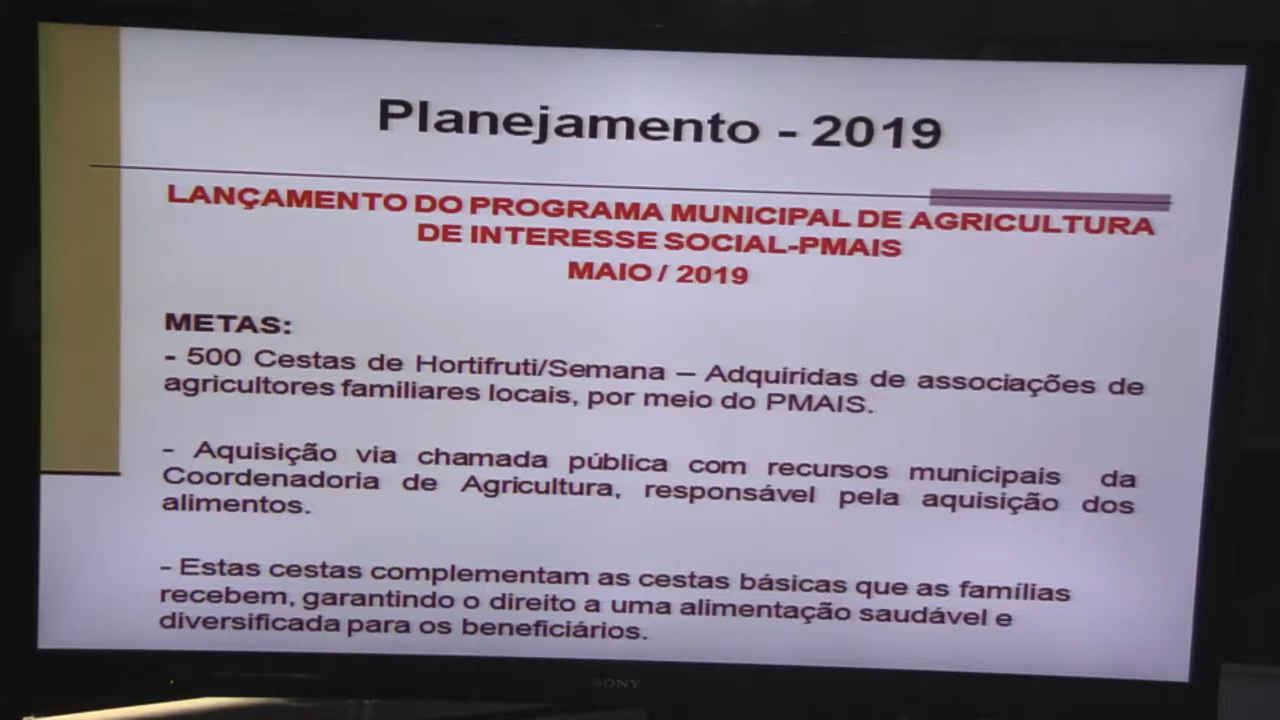 Planejamento - 2019
LANÇAMENTO DO PROGRAMA MUNICIPAL DE AGRICULTURA
DE INTERESSE SOCIAL-PMAIS
MAIO / 2019
METAS:
- 500 Cestas de Hortifruti/Semana – Adquiridas de associações de
agricultores familiares locais, por meio do PMAIS.
- Aquisição via chamada pública com recursos municipais da
Coordenadoria de Agricultura, responsável pela aquisição dos
alimentos.
- Estas cestas complementam as cestas básicas que as famílias
recebem, garantindo o direito a uma alimentação saudável e
diversificada para os beneficiários.
SONY